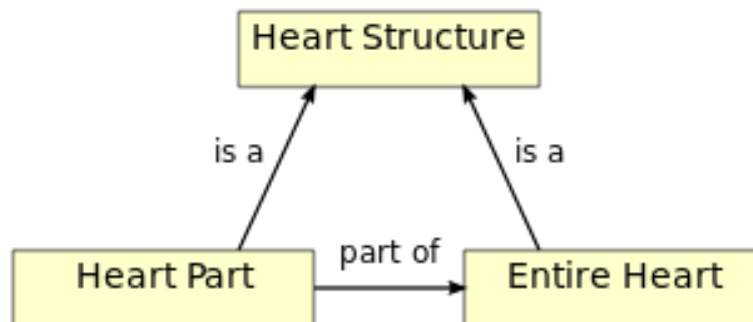 Heart Structure
is a
is a
part of
Heart Part
Entire Heart